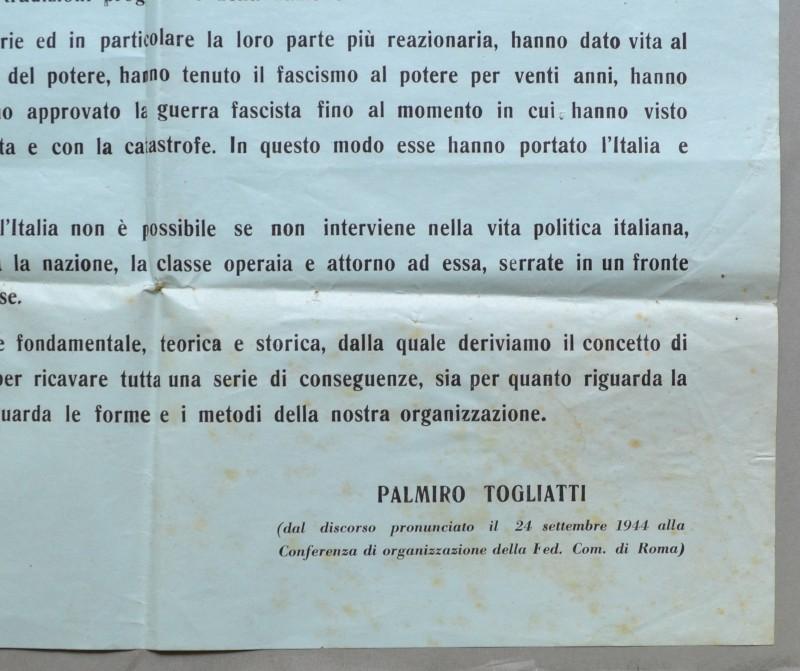 rie ed in particolare la loro parte più reazionaria, hanno dato vita al
del potere, hanno tenuto il fascismo al potere per venti anni, hanno
approvato la guerra fascista fino al momento in cui hanno visto
e con la catastrofe. In questo modo esse hanno portato l'Italia e
l'Italia non è possibile se non interviene nella vita politica italiana,
la nazione, la classe operaia e attorno ad essa, serrate in un fronte
se.
e fondamentale, teorica e storica, dalla quale deriviamo il concetto di
per ricavare tutta una serie di conseguenze, sia per quanto riguarda la
uarda le forme e i metodi della nostra organizzazione.
PALMIRO TOGLIATTI
(dal discorso pronunciato il 24 settembre 1944 alla
Conferenza di organizzazione della Fed. Com. di Roma)